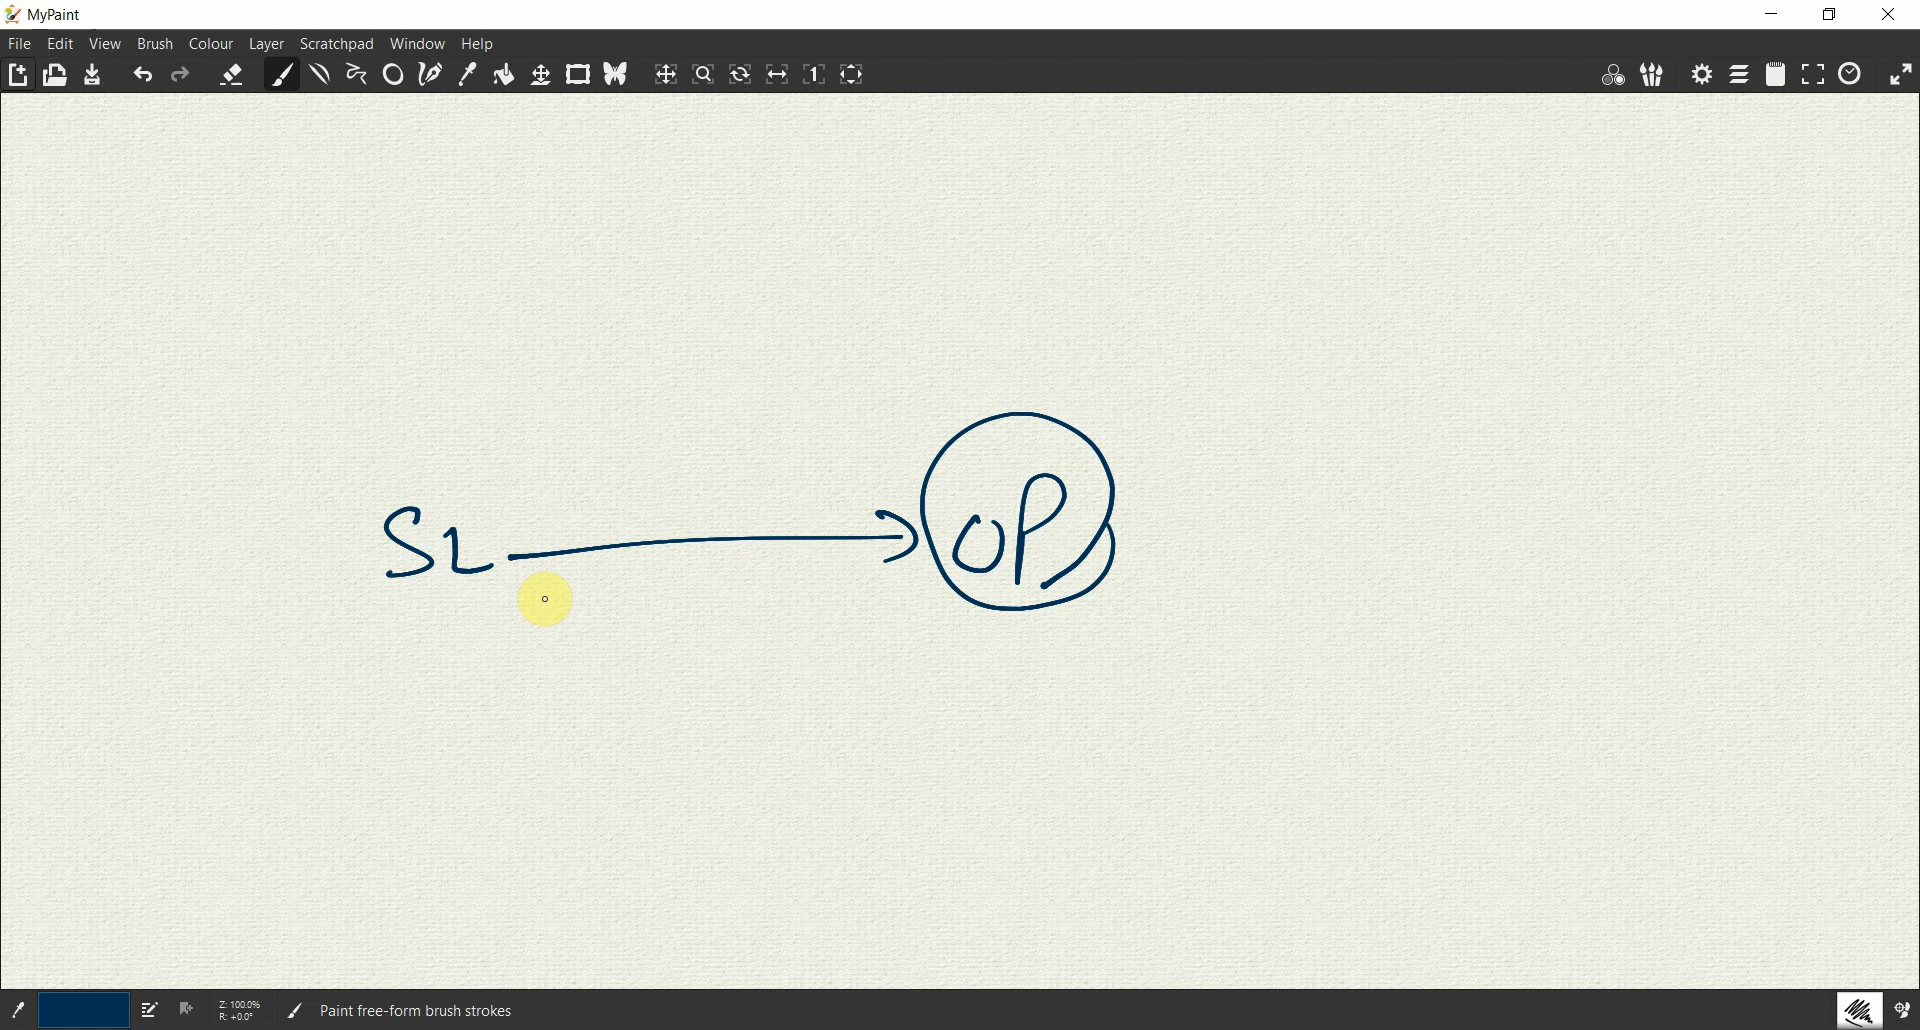 MyPaint
File Edit View Brush Colour Layer Scratchpad Window Help
SL OP
Z: 100.0%
R: +0.0°
Paint free-form brush strokes